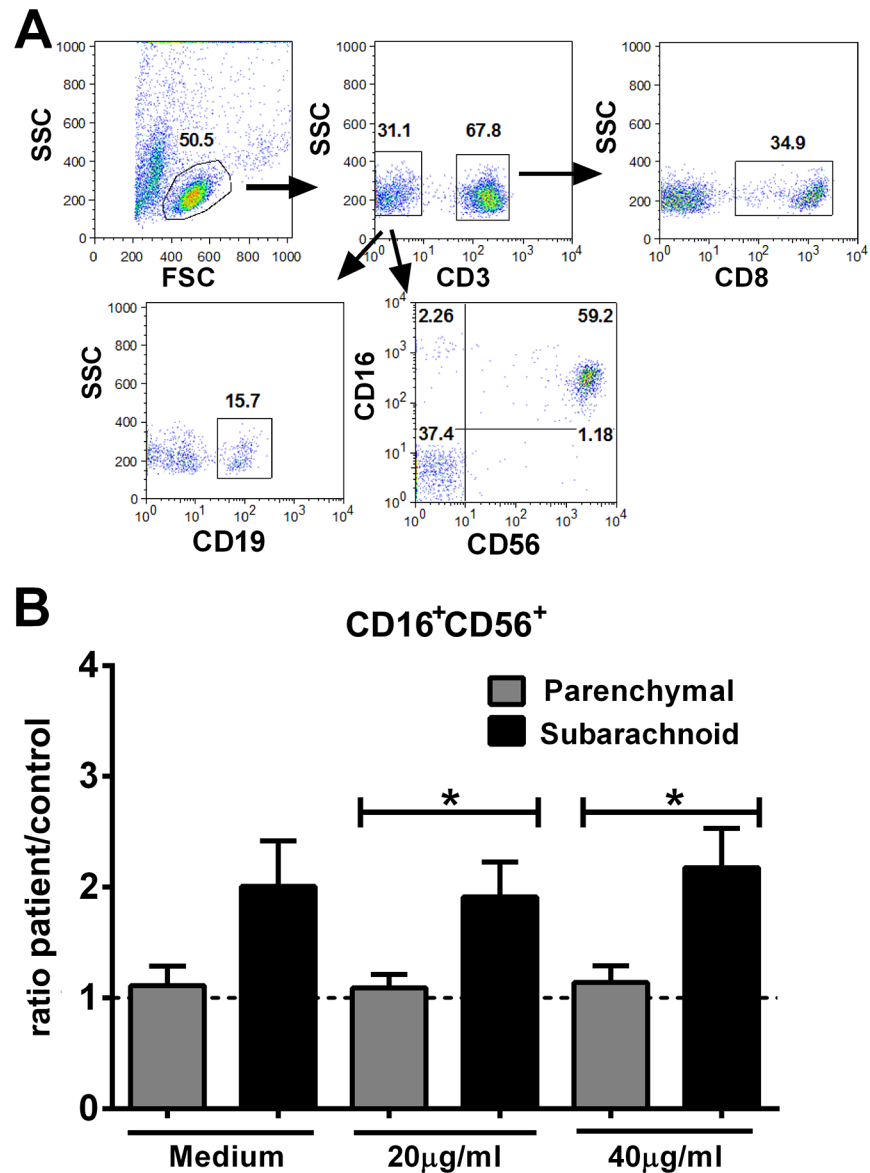 A
1000
800
600
400
200
0
SSC
50.5
0 200 400 600 800 1000
FSC
1000
800
600
400
200
0
SSC
31.1 67.8
10^0 10^1 10^2 10^3 10^4
CD3
1000
800
600
400
200
0
SSC
34.9
10^0 10^1 10^2 10^3 10^4
CD8
1000
800
600
400
200
0
SSC
15.7
10^0 10^1 10^2 10^3 10^4
CD19
10^4
10^3
10^2
10^1
10^0
CD16
2.26 59.2
37.4 1.18
10^0 10^1 10^2 10^3 10^4
CD56
B
CD16+CD56+
Parenchymal
Subarachnoid
4
3
2
1
0
ratio patient/control
* *
Medium 20μg/ml 40μg/ml